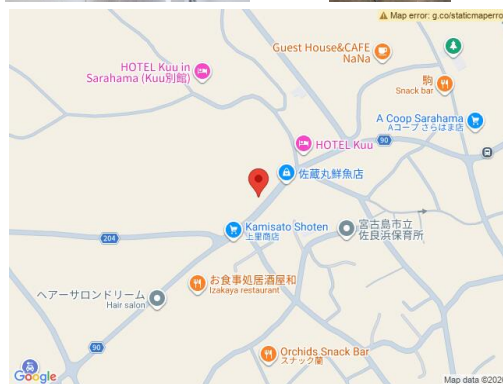 Map error: g.co/staticmaperro
Guest House&CAFE
NaNa
HOTEL Kuu in
Sarahama (Kuu別館)
駒
Snack bar
A Coop Sarahama
Aコープ さらはま店
HOTEL Kuu
90
佐蔵丸鮮魚店
Kamisato Shoten
上里商店
宮古島市立
佐良浜保育所
204
お食事処居酒屋和
Izakaya restaurant
ヘアーサロンドリーム
Hair salon
90
Orchids Snack Bar
スナック蘭
Google
Map data ©2026